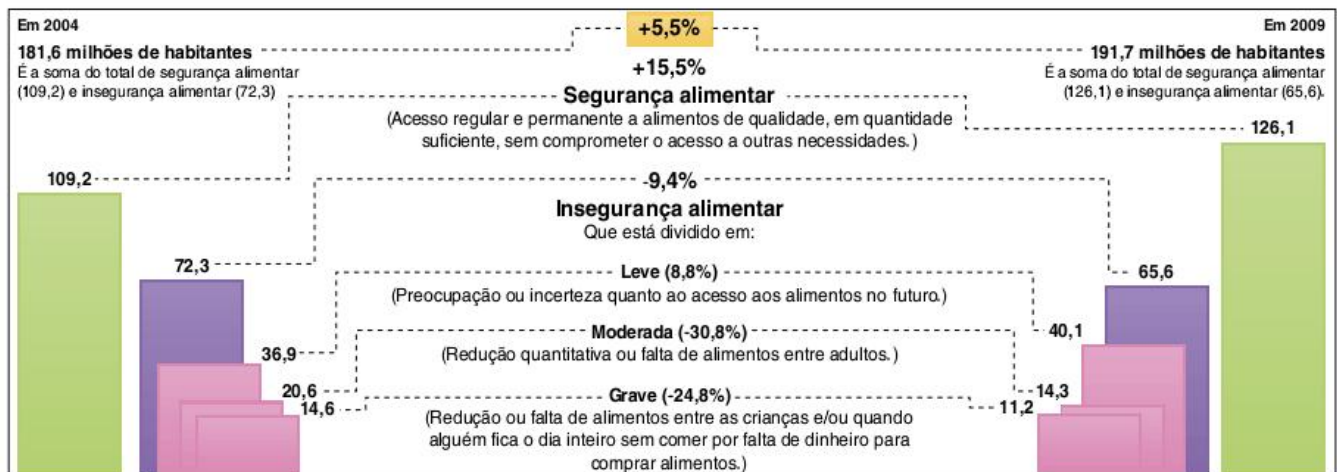 Em 2004
181,6 milhões de habitantes
É a soma do total de segurança alimentar
(109,2) e insegurança alimentar (72,3)
+5,5%
Em 2009
191,7 milhões de habitantes
É a soma do total de segurança alimentar
(126,1) e insegurança alimentar (65,6).
+15,5%
Segurança alimentar
(Acesso regular e permanente a alimentos de qualidade, em quantidade
suficiente, sem comprometer o acesso a outras necessidades.)
109,2
126,1
-9,4%
Insegurança alimentar
Que está dividido em:
72,3
65,6
Leve (8,8%)
(Preocupação ou incerteza quanto ao acesso aos alimentos no futuro.)
36,9
40,1
Moderada (-30,8%)
(Redução quantitativa ou falta de alimentos entre adultos.)
20,6
14,3
Grave (-24,8%)
(Redução ou falta de alimentos entre as crianças e/ou quando
alguém fica o dia inteiro sem comer por falta de dinheiro para
comprar alimentos.)
14,6
11,2